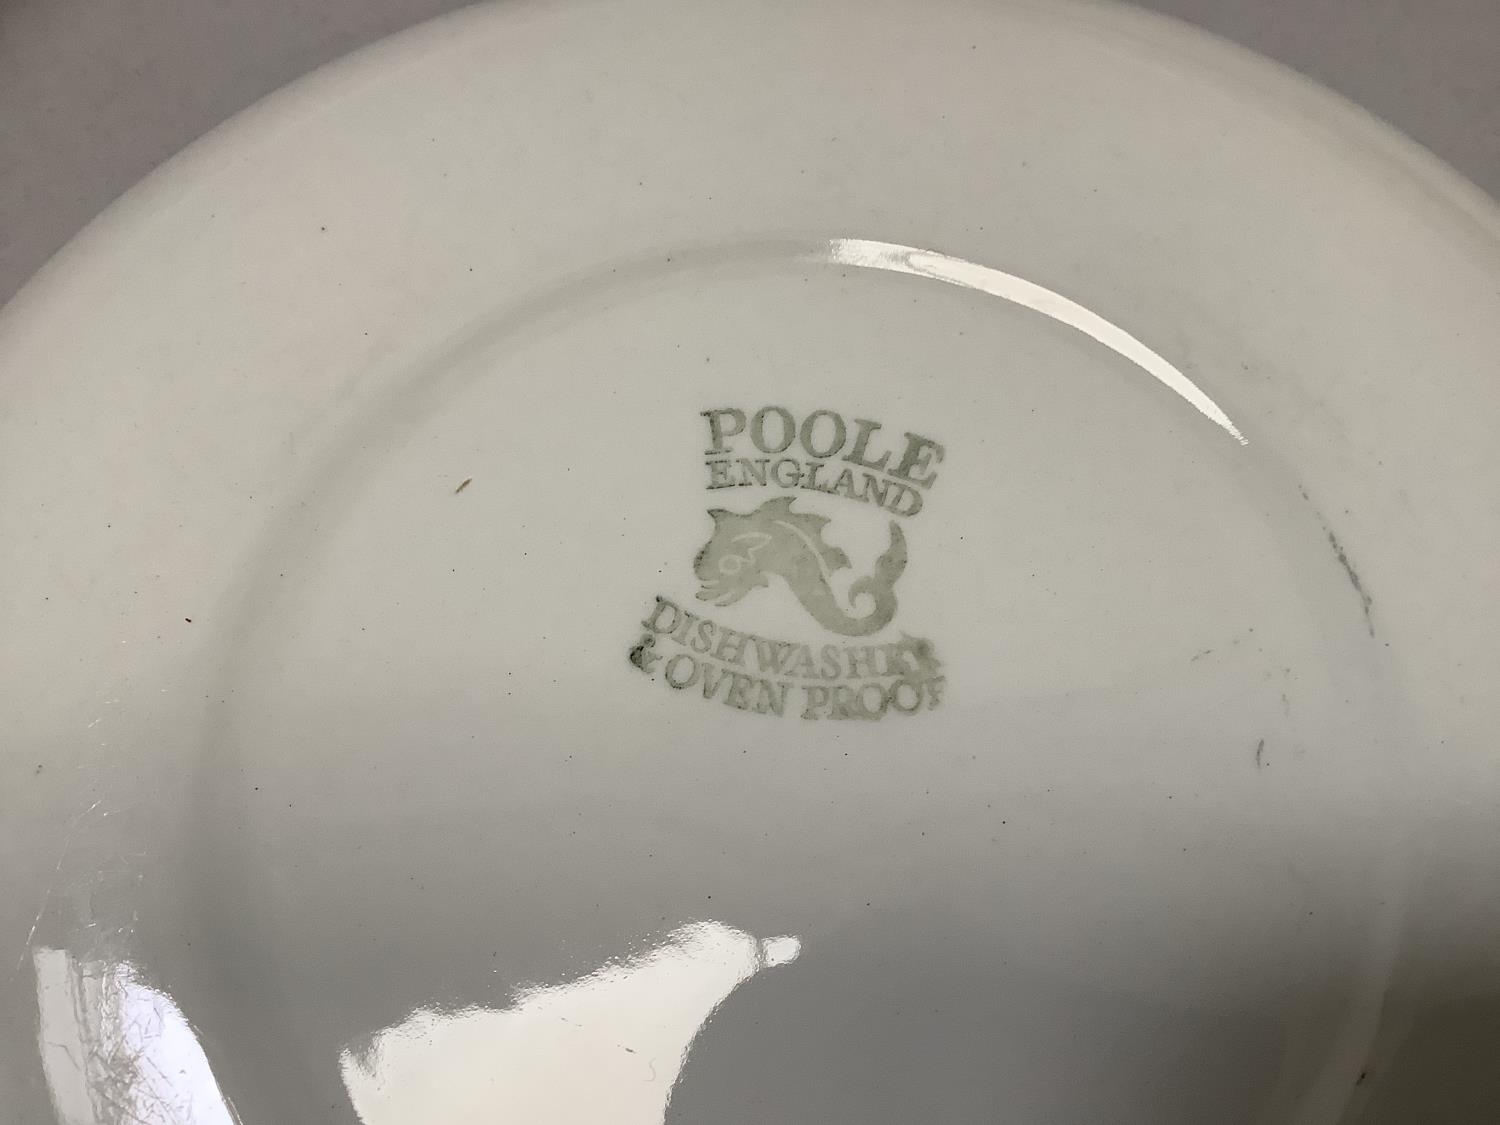 POOLE
ENGLAND
DISHWASHER
& OVEN PROOF